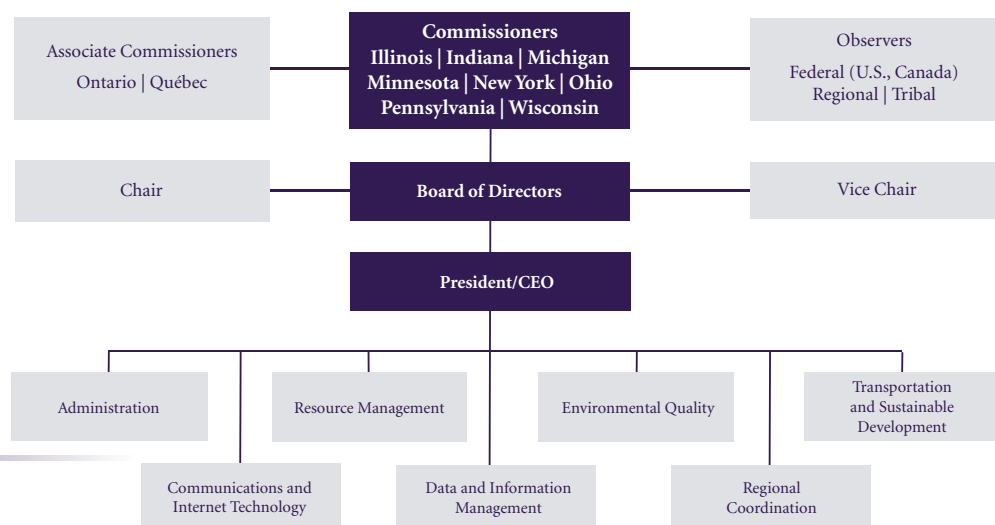 Associate Commissioners
Ontario | Québec
Commissioners
Illinois | Indiana | Michigan
Minnesota | New York | Ohio
Pennsylvania | Wisconsin
Observers
Federal (U.S., Canada)
Regional | Tribal
Chair
Board of Directors
Vice Chair
President/CEO
Administration
Resource Management
Environmental Quality
Transportation
and Sustainable
Development
Communications and
Internet Technology
Data and Information
Management
Regional
Coordination